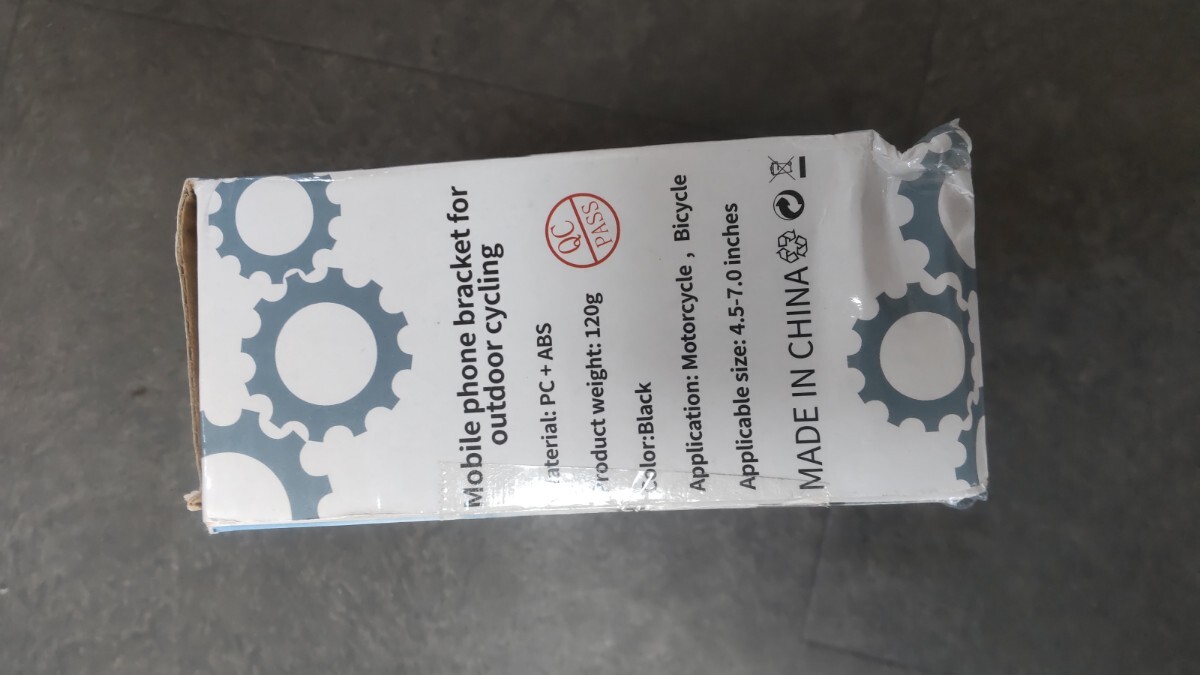 Mobile phone bracket for
outdoor cycling
QC
PASS
aterial: PC + ABS
roduct weight: 120g
Color:Black
Application: Motorcycle , Bicycle
Applicable size: 4.5-7.0 inches
MADE IN CHINA